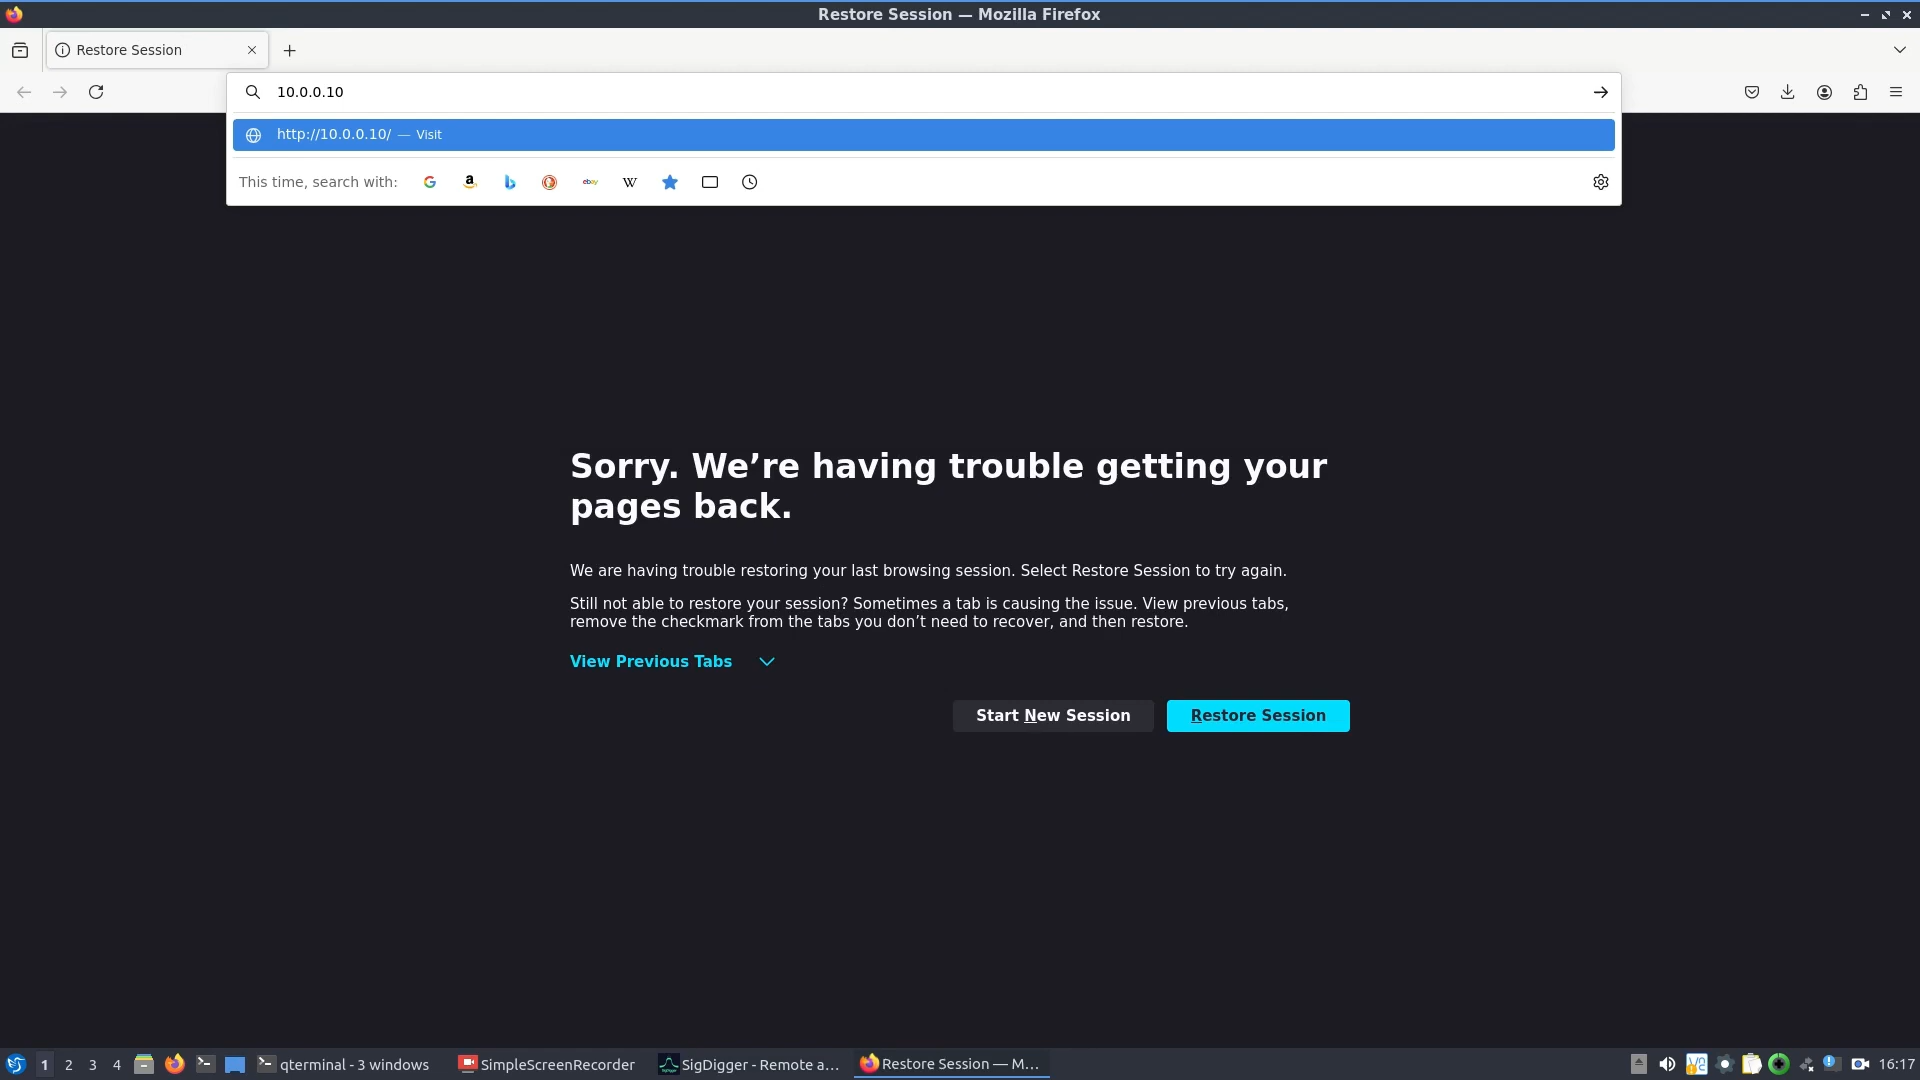 Restore Session — Mozilla Firefox
Restore Session
10.0.0.10
http://10.0.0.10/ — Visit
This time, search with:
G a b ebay W
Sorry. We’re having trouble getting your
pages back.
We are having trouble restoring your last browsing session. Select Restore Session to try again.
Still not able to restore your session? Sometimes a tab is causing the issue. View previous tabs,
remove the checkmark from the tabs you don’t need to recover, and then restore.
View Previous Tabs
Start New Session Restore Session
1 2 3 4 qterminal - 3 windows SimpleScreenRecorder SigDigger - Remote a... Restore Session — M... 16:17